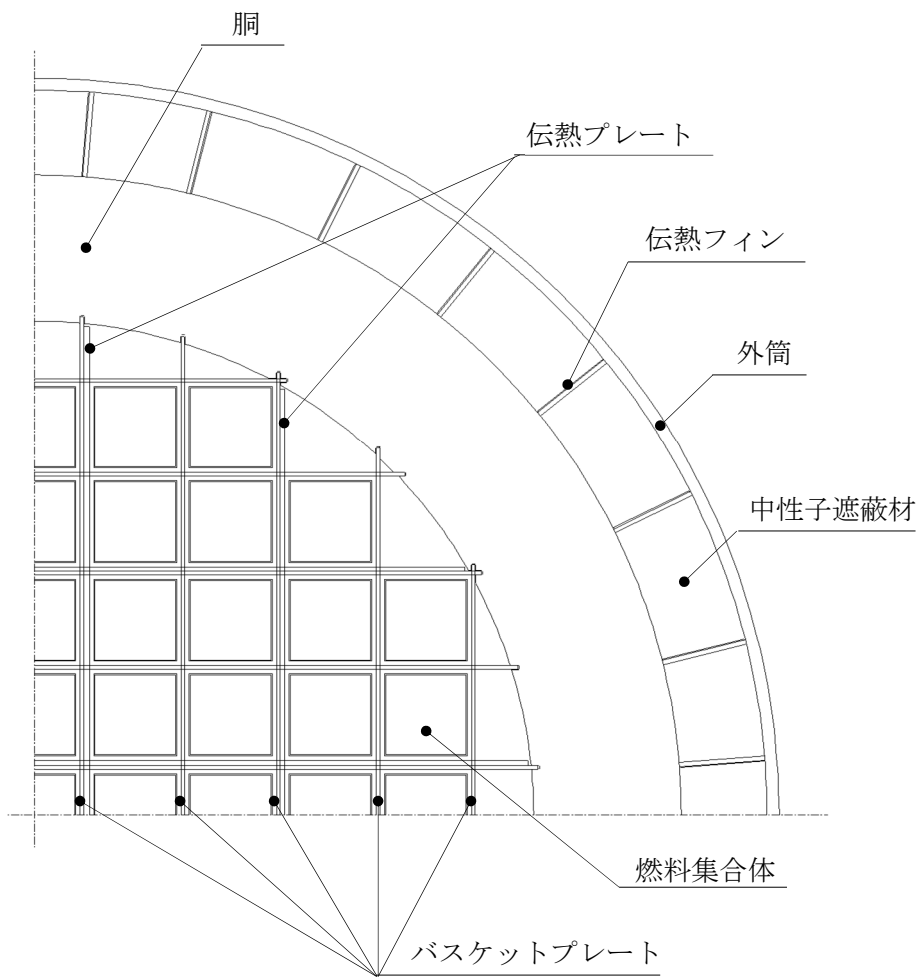 胴
伝熱プレート
伝熱フィン
外筒
中性子遮蔽材
燃料集合体
バスケットプレート